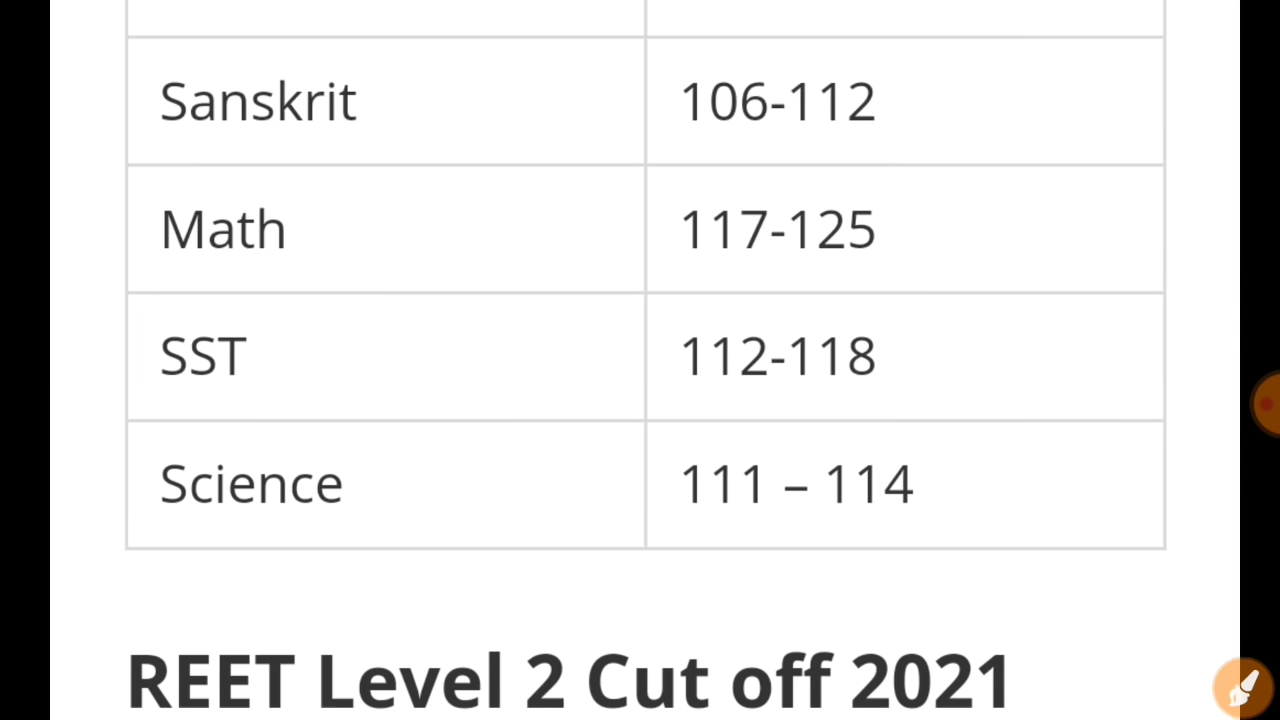 Sanskrit 106-112
Math 117-125
SST 112-118
Science 111 – 114
REET Level 2 Cut off 2021